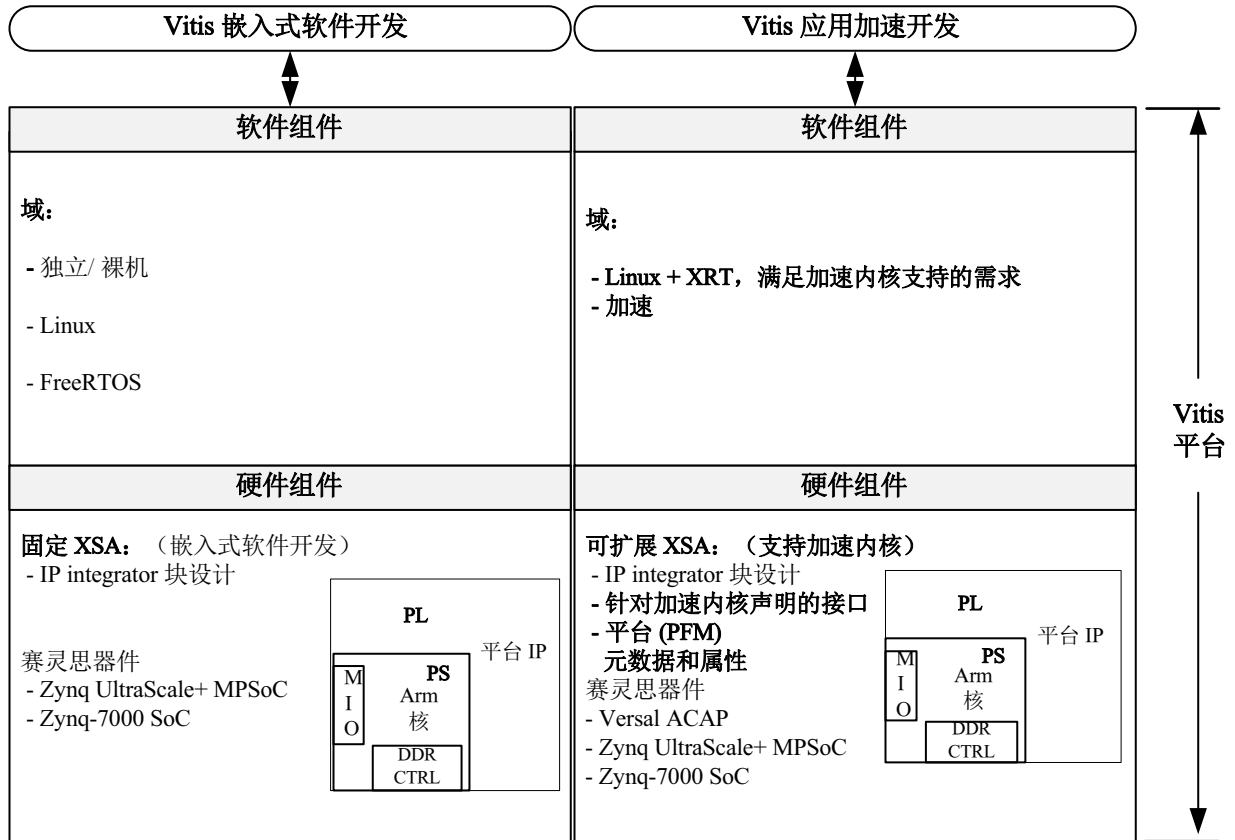 Vitis 嵌入式软件开发
软件组件
域：
- 独立/ 裸机
- Linux
- FreeRTOS
硬件组件
固定 XSA：（嵌入式软件开发）
- IP integrator 块设计
赛灵思器件
- Zynq UltraScale+ MPSoC
- Zynq-7000 SoC
PL
平台 IP
PS
M
I
O
Arm
核
DDR
CTRL
Vitis 应用加速开发
软件组件
域：
- Linux + XRT，满足加速内核支持的需求
- 加速
硬件组件
可扩展 XSA：（支持加速内核）
- IP integrator 块设计
- 针对加速内核声明的接口
- 平台 (PFM)
元数据和属性
赛灵思器件
- Versal ACAP
- Zynq UltraScale+ MPSoC
- Zynq-7000 SoC
PL
平台 IP
PS
M
I
O
Arm
核
DDR
CTRL
Vitis
平台